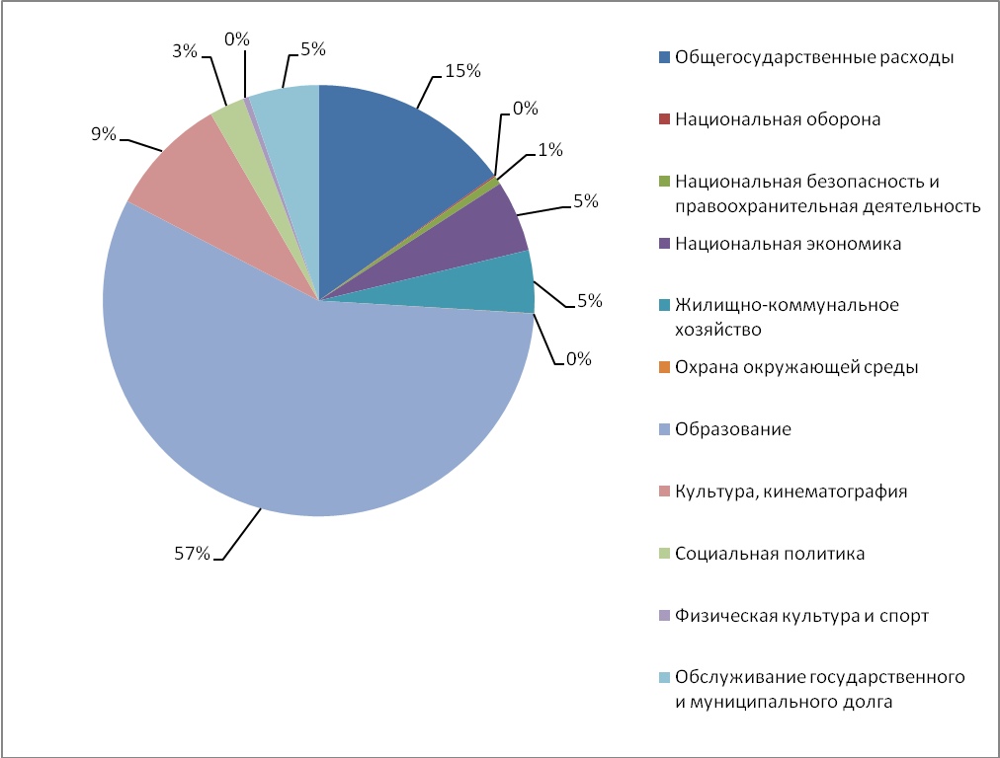 0%
5%
3%
15%
0%
9%
1%
5%
5%
0%
57%
Общегосударственные расходы
Национальная оборона
Национальная безопасность и
правоохранительная деятельность
Национальная экономика
Жилищно-коммунальное
хозяйство
Охрана окружающей среды
Образование
Культура, кинематография
Социальная политика
Физическая культура и спорт
Обслуживание государственного
и муниципального долга